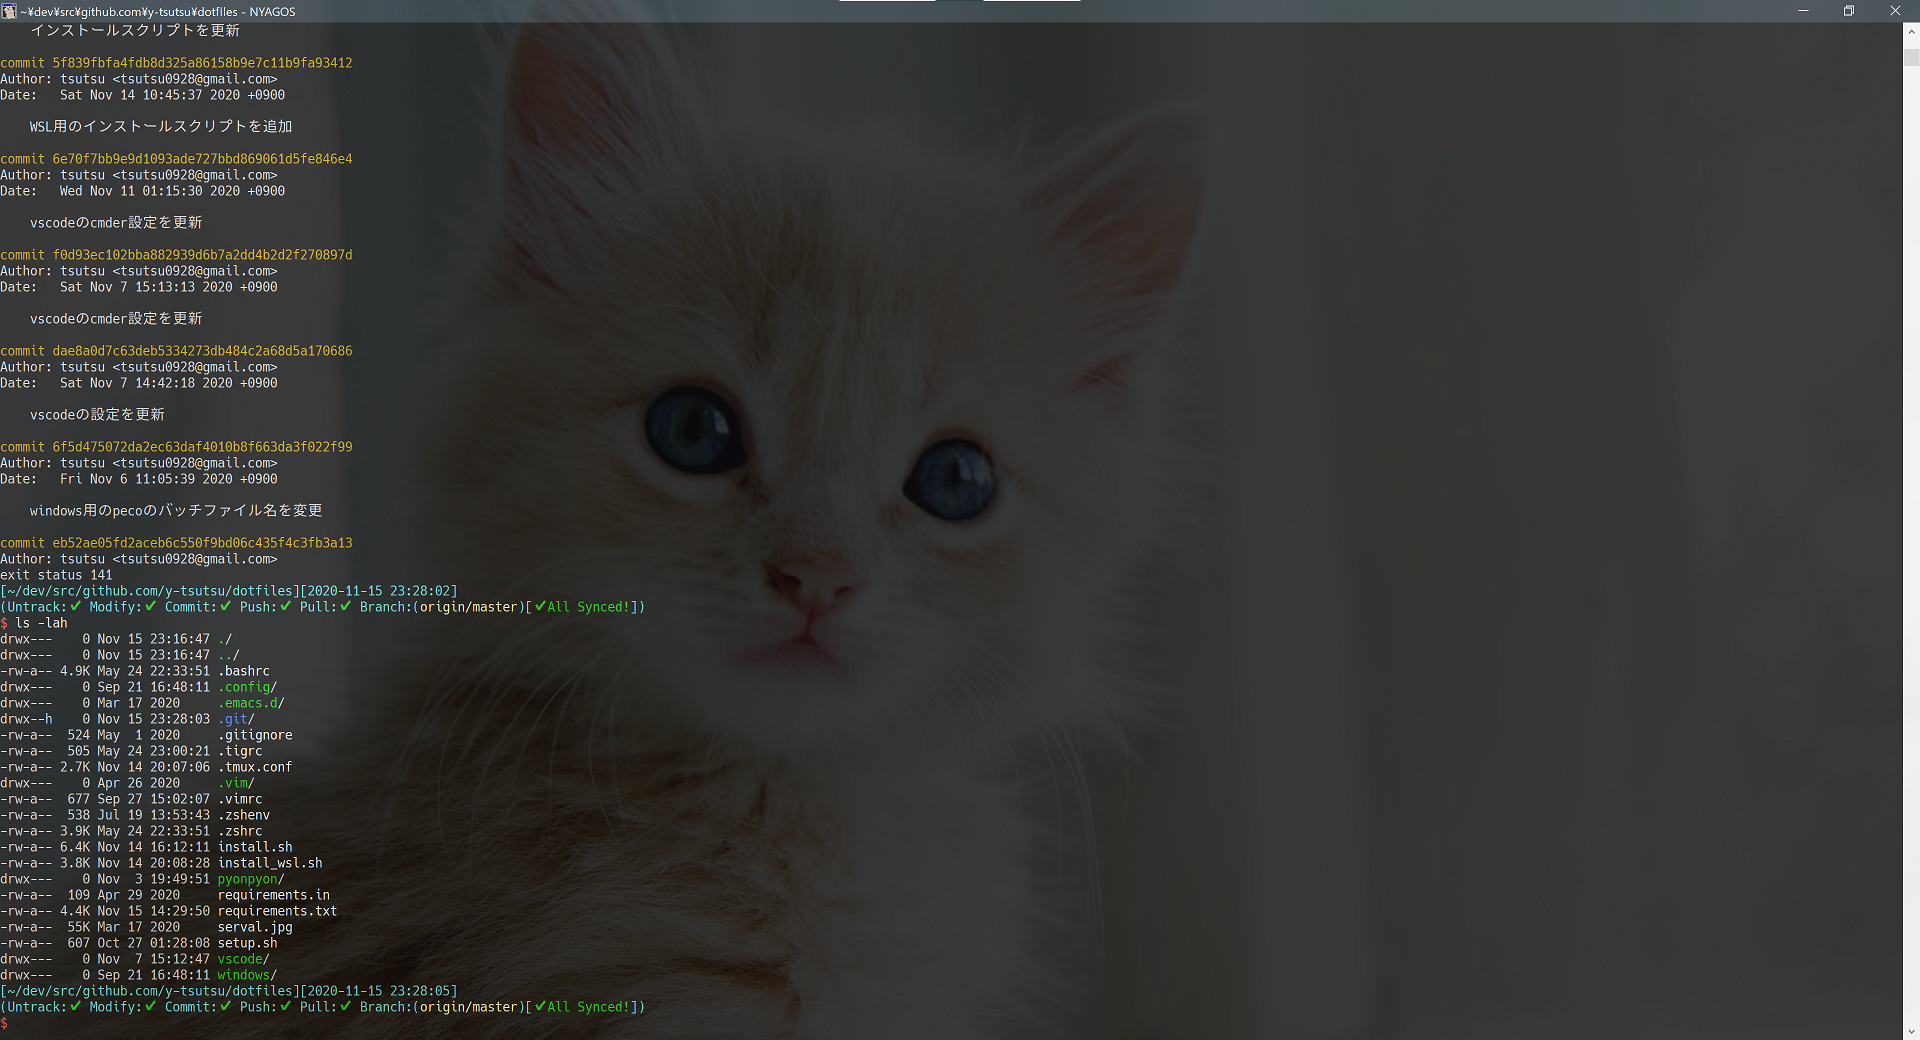 ~¥dev¥src¥github.com¥y-tsutsu¥dotfiles - NYAGOS
インストールスクリプトを更新
commit 5f839fbfa4fdb8d325a86158b9e7c11b9fa93412
Author: tsutsu <tsutsu0928@gmail.com>
Date:   Sat Nov 14 10:45:37 2020 +0900
WSL用のインストールスクリプトを追加
commit 6e70f7bb9e9d1093ade727bbd869061d5fe846e4
Author: tsutsu <tsutsu0928@gmail.com>
Date:   Wed Nov 11 01:15:30 2020 +0900
vscodeのcmder設定を更新
commit f0d93ec102bba882939d6b7a2dd4b2d2f270897d
Author: tsutsu <tsutsu0928@gmail.com>
Date:   Sat Nov 7 15:13:13 2020 +0900
vscodeのcmder設定を更新
commit dae8a0d7c63deb5334273db484c2a68d5a170686
Author: tsutsu <tsutsu0928@gmail.com>
Date:   Sat Nov 7 14:42:18 2020 +0900
vscodeの設定を更新
commit 6f5d475072da2ec63daf4010b8f663da3f022f99
Author: tsutsu <tsutsu0928@gmail.com>
Date:   Fri Nov 6 11:05:39 2020 +0900
windows用のpecoのバッチファイル名を変更
commit eb52ae05fd2aceb6c550f9bd06c435f4c3fb3a13
Author: tsutsu <tsutsu0928@gmail.com>
exit status 141
[~/dev/src/github.com/y-tsutsu/dotfiles][2020-11-15 23:28:02]
(Untrack:✔ Modify:✔ Commit:✔ Push:✔ Pull:✔ Branch:(origin/master)[✔All Synced!])
$ ls -lah
drwx---    0 Nov 15 23:16:47 ./
drwx---    0 Nov 15 23:16:47 ../
-rw-a-- 4.9K May 24 22:33:51 .bashrc
drwx---    0 Sep 21 16:48:11 .config/
drwx---    0 Mar 17 2020     .emacs.d/
drwx--h    0 Nov 15 23:28:03 .git/
-rw-a--  524 May  1 2020     .gitignore
-rw-a--  505 May 24 23:00:21 .tigrc
-rw-a-- 2.7K Nov 14 20:07:06 .tmux.conf
drwx---    0 Apr 26 2020     .vim/
-rw-a--  677 Sep 27 15:02:07 .vimrc
-rw-a--  538 Jul 19 13:53:43 .zshenv
-rw-a-- 3.9K May 24 22:33:51 .zshrc
-rw-a-- 6.4K Nov 14 16:12:11 install.sh
-rw-a-- 3.8K Nov 14 20:08:28 install_wsl.sh
drwx---    0 Nov  3 19:49:51 pyonpyon/
-rw-a--  109 Apr 29 2020     requirements.in
-rw-a-- 4.4K Nov 15 14:29:50 requirements.txt
-rw-a--  55K Mar 17 2020     serval.jpg
-rw-a--  607 Oct 27 01:28:08 setup.sh
drwx---    0 Nov  7 15:12:47 vscode/
drwx---    0 Sep 21 16:48:11 windows/
[~/dev/src/github.com/y-tsutsu/dotfiles][2020-11-15 23:28:05]
(Untrack:✔ Modify:✔ Commit:✔ Push:✔ Pull:✔ Branch:(origin/master)[✔All Synced!])
$